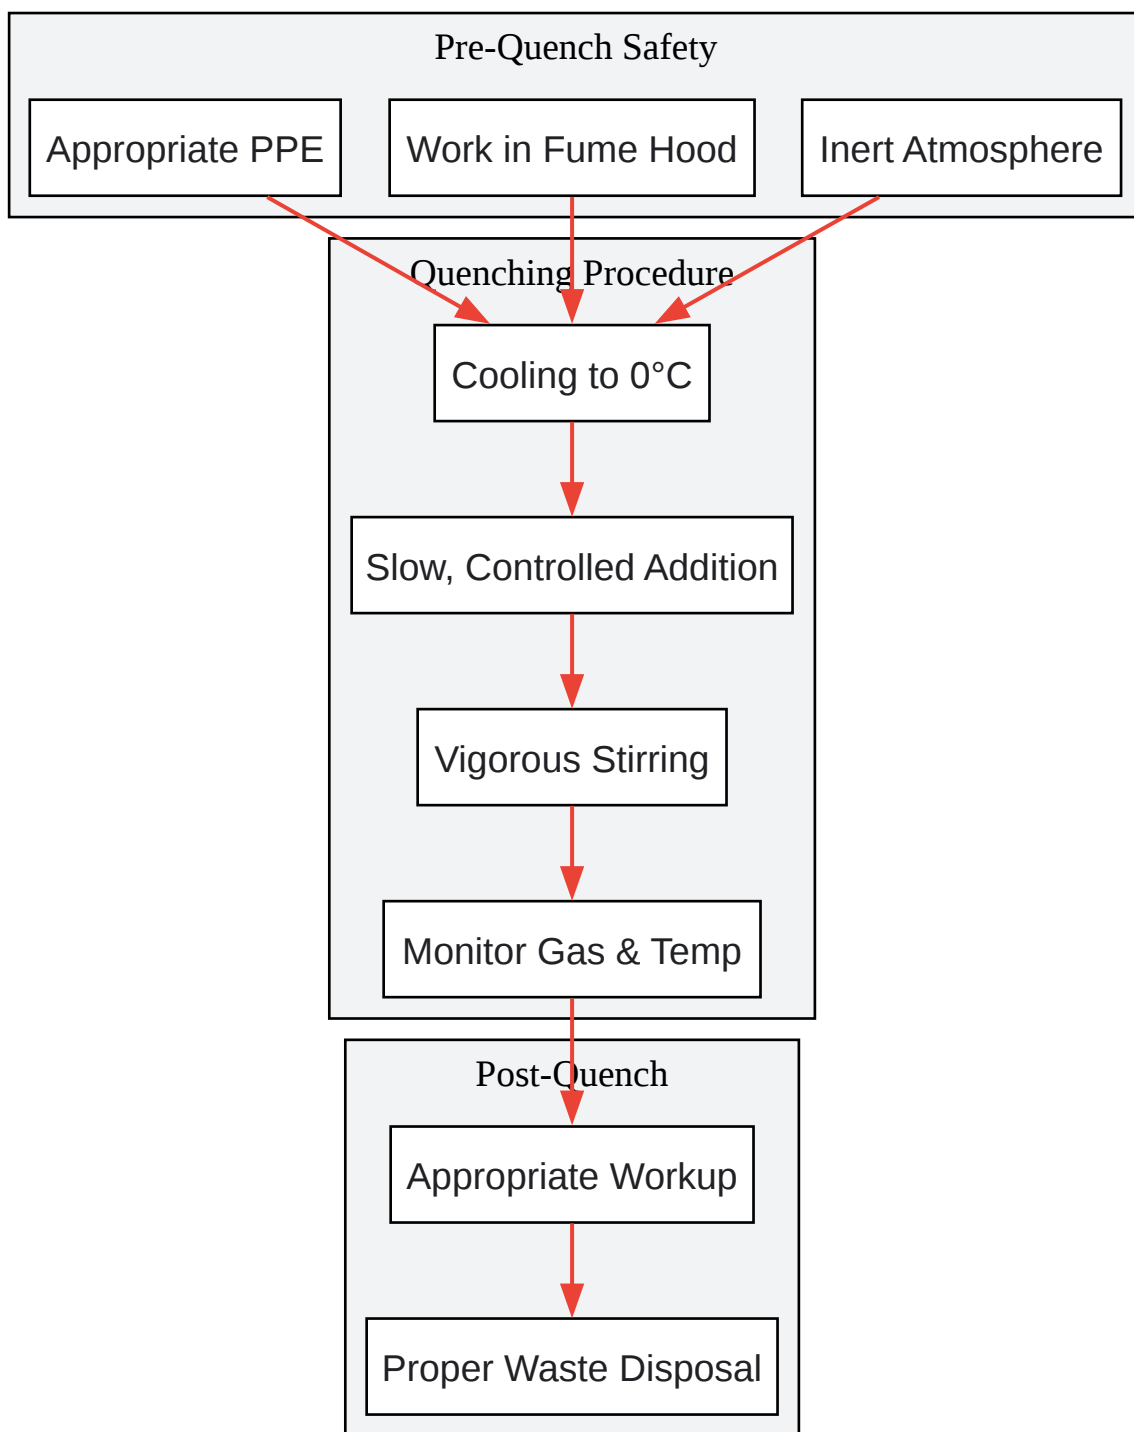 Pre-Quench Safety
Appropriate PPE
Work in Fume Hood
Inert Atmosphere
Quenching Procedure
Cooling to 0°C
Slow, Controlled Addition
Vigorous Stirring
Monitor Gas & Temp
Post-Quench
Appropriate Workup
Proper Waste Disposal